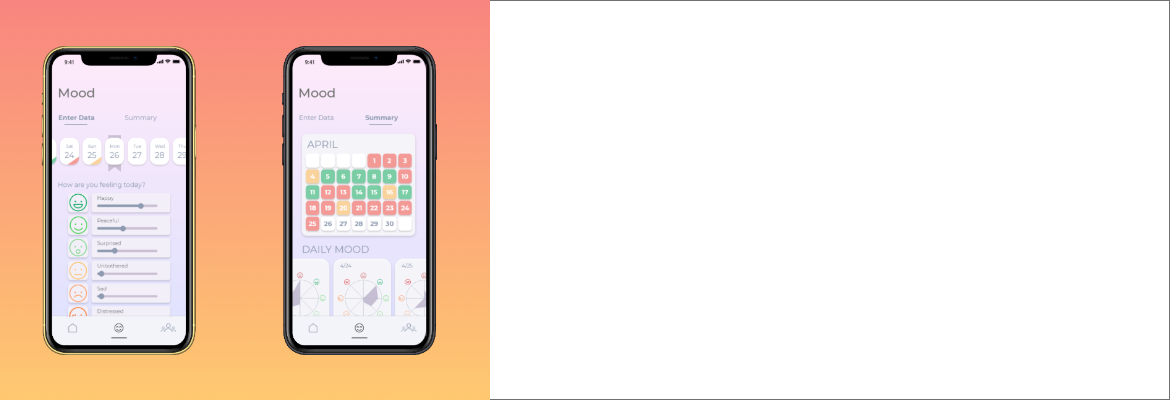 9:41
Mood
Enter Data Summary
Sat Sun Mon Tue Wed Thu
24 25 26 27 28 29
How are you feeling today?
Happy
Peaceful
Surprised
Unbothered
Sad
Distressed
9:41
Mood
Enter Data Summary
APRIL
1 2 3
4 5 6 7 8 9 10
11 12 13 14 15 16 17
18 19 20 21 22 23 24
25 26 27 28 29 30
DAILY MOOD
4/24 4/25